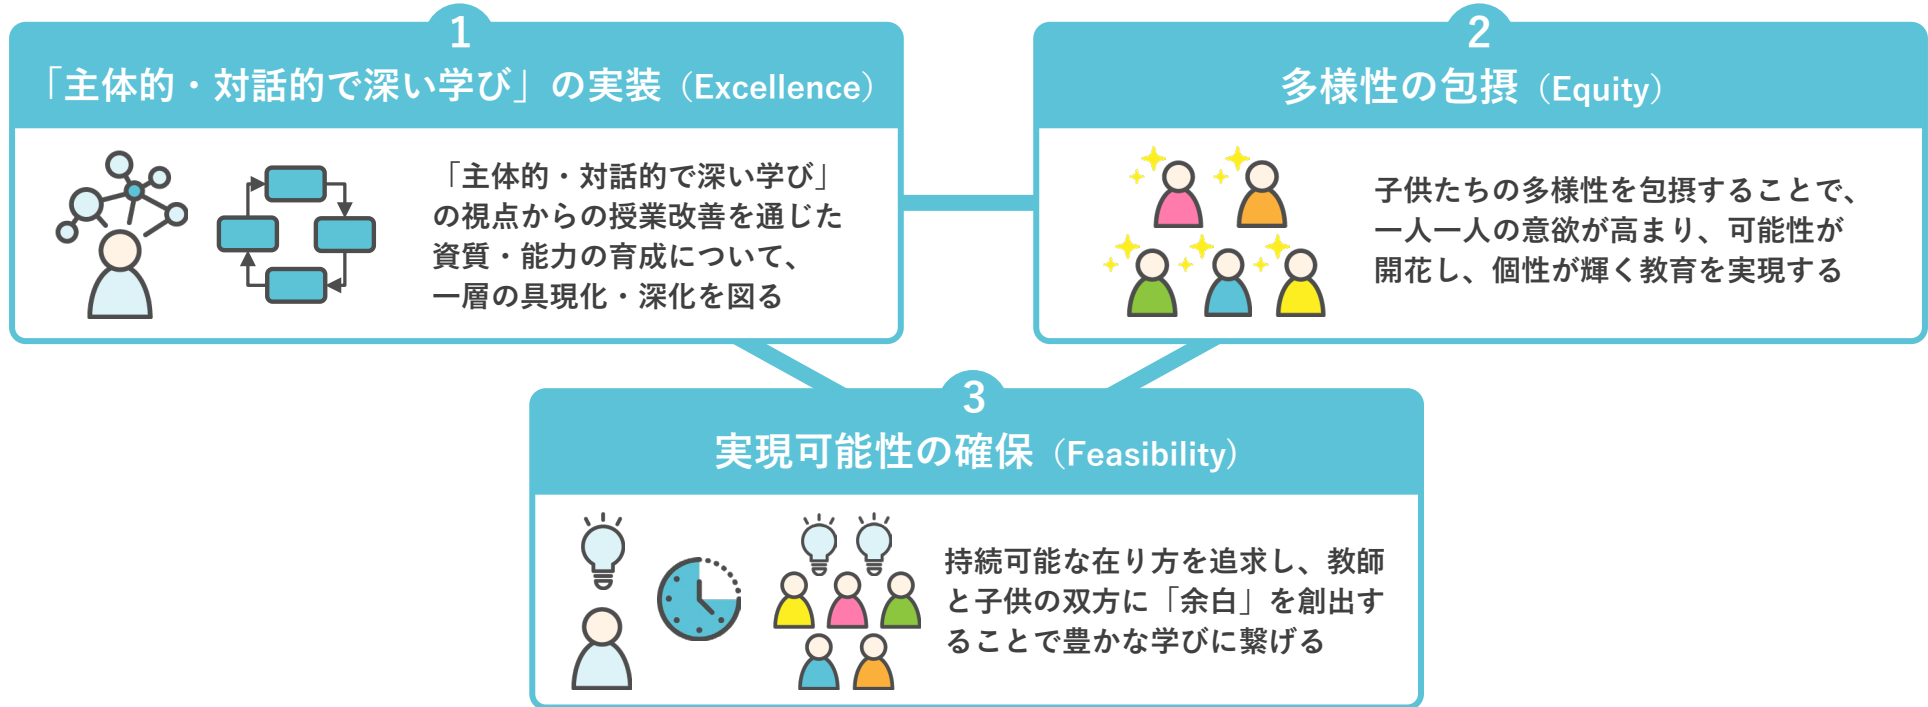 1
「主体的・対話的で深い学び」の実装（Excellence）
「主体的・対話的で深い学び」
の視点からの授業改善を通じた
資質・能力の育成について、
一層の具現化・深化を図る
2
多様性の包摂（Equity）
子供たちの多様性を包摂することで、
一人一人の意欲が高まり、可能性が
開花し、個性が輝く教育を実現する
3
実現可能性の確保（Feasibility）
持続可能な在り方を追求し、教師
と子供の双方に「余白」を創出す
ることで豊かな学びに繋げる